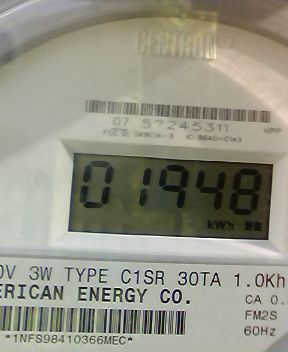 CENTRON
07 57245311
01948
kWh
0V 3W TYPE C1SR 30TA 1.0Kh
ERICAN ENERGY CO.
CA 0.
FM2S
60Hz
*1NFS98410366MEC*